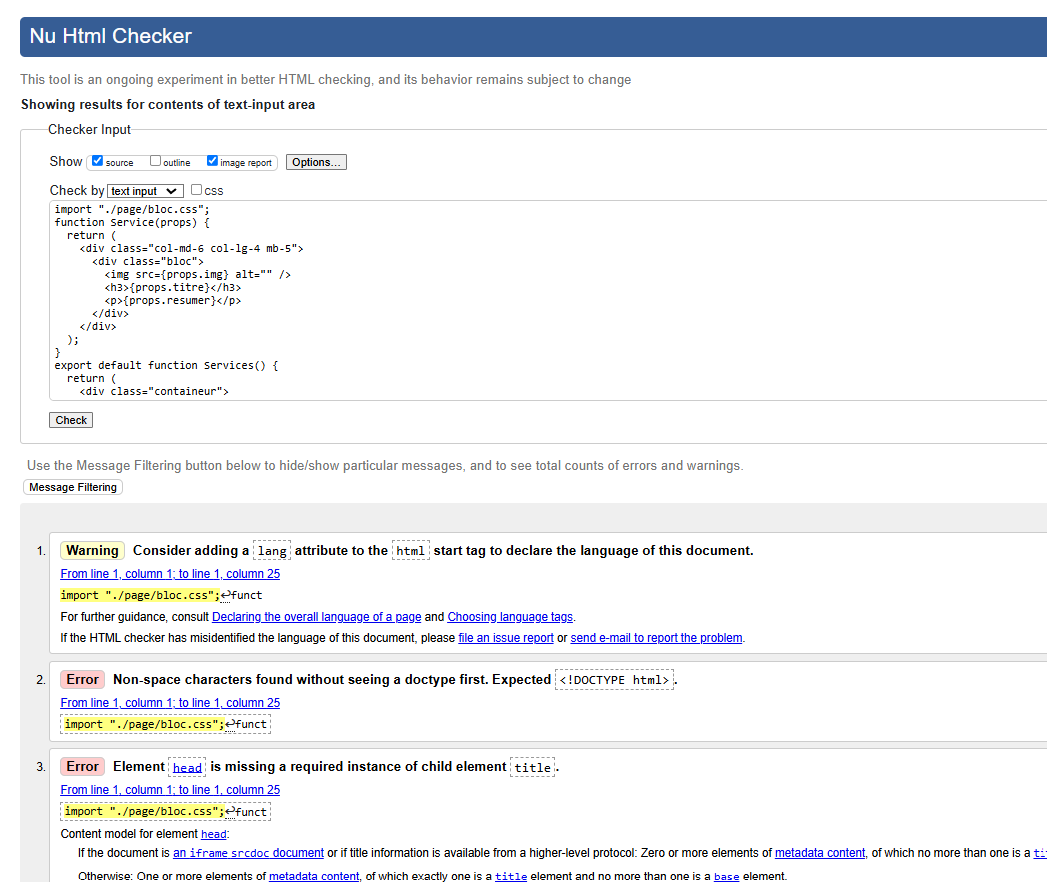 Nu Html Checker
This tool is an ongoing experiment in better HTML checking, and its behavior remains subject to change
Showing results for contents of text-input area
Checker Input
Show source outline image report Options...
Check by text input css
import "./page/bloc.css";
function Service(props) {
  return (
    <div class="col-md-6 col-lg-4 mb-5">
      <div class="bloc">
        <img src={props.img} alt="" />
        <h3>{props.titre}</h3>
        <p>{props.resumer}</p>
      </div>
    </div>
  );
}
export default function Services() {
  return (
    <div class="containeur">
Check
Use the Message Filtering button below to hide/show particular messages, and to see total counts of errors and warnings.
Message Filtering
1. Warning Consider adding a lang attribute to the html start tag to declare the language of this document.
From line 1, column 1; to line 1, column 25
import "./page/bloc.css";↩funct
For further guidance, consult Declaring the overall language of a page and Choosing language tags.
If the HTML checker has misidentified the language of this document, please file an issue report or send e-mail to report the problem.
2. Error Non-space characters found without seeing a doctype first. Expected <!DOCTYPE html>.
From line 1, column 1; to line 1, column 25
import "./page/bloc.css";↩funct
3. Error Element head is missing a required instance of child element title.
From line 1, column 1; to line 1, column 25
import "./page/bloc.css";↩funct
Content model for element head:
If the document is an iframe srcdoc document or if title information is available from a higher-level protocol: Zero or more elements of metadata content, of which no more than one is a
Otherwise: One or more elements of metadata content, of which exactly one is a title element and no more than one is a base element.